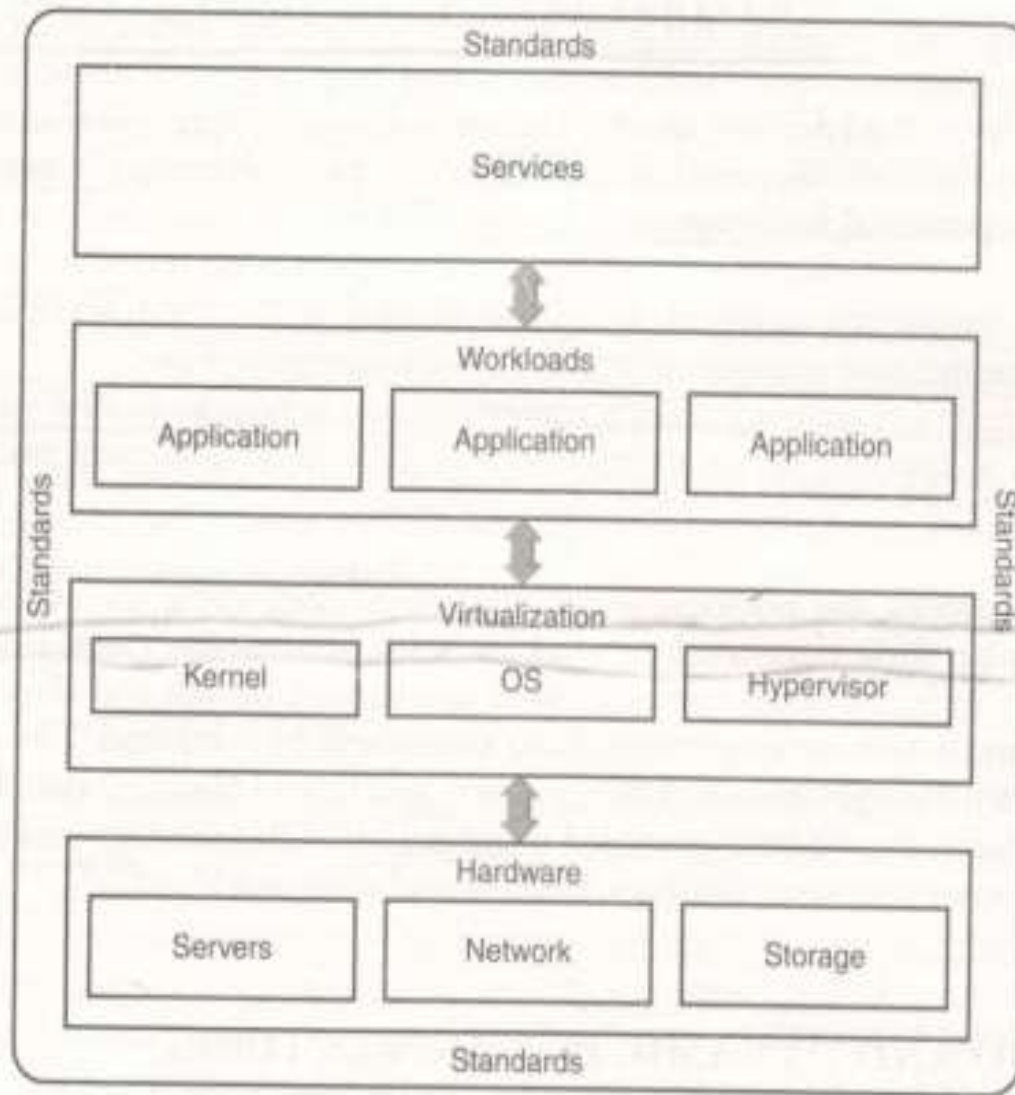 Standards
Services
Workloads
Application Application Application
Standards
Standards
Virtualization
Kernel OS Hypervisor
Hardware
Servers Network Storage
Standards